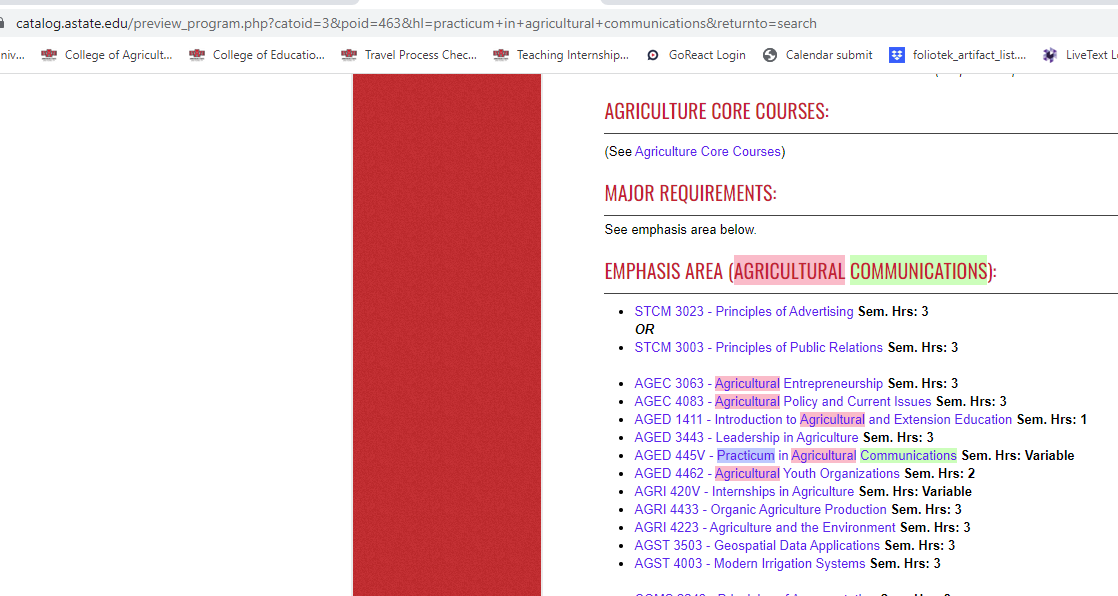 catalog.astate.edu/preview_program.php?catoid=3&poid=463&hl=practicum+in+agricultural+communications&returnto=search
niv... College of Agricult... College of Educatio... Travel Process Chec... Teaching Internship... GoReact Login Calendar submit foliotek_artifact_list.... LiveText L
AGRICULTURE CORE COURSES:
(See Agriculture Core Courses)
MAJOR REQUIREMENTS:
See emphasis area below.
EMPHASIS AREA (AGRICULTURAL COMMUNICATIONS):
• STCM 3023 - Principles of Advertising Sem. Hrs: 3
OR
• STCM 3003 - Principles of Public Relations Sem. Hrs: 3
• AGEC 3063 - Agricultural Entrepreneurship Sem. Hrs: 3
• AGEC 4083 - Agricultural Policy and Current Issues Sem. Hrs: 3
• AGED 1411 - Introduction to Agricultural and Extension Education Sem. Hrs: 1
• AGED 3443 - Leadership in Agriculture Sem. Hrs: 3
• AGED 445V - Practicum in Agricultural Communications Sem. Hrs: Variable
• AGED 4462 - Agricultural Youth Organizations Sem. Hrs: 2
• AGRI 420V - Internships in Agriculture Sem. Hrs: Variable
• AGRI 4433 - Organic Agriculture Production Sem. Hrs: 3
• AGRI 4223 - Agriculture and the Environment Sem. Hrs: 3
• AGST 3503 - Geospatial Data Applications Sem. Hrs: 3
• AGST 4003 - Modern Irrigation Systems Sem. Hrs: 3